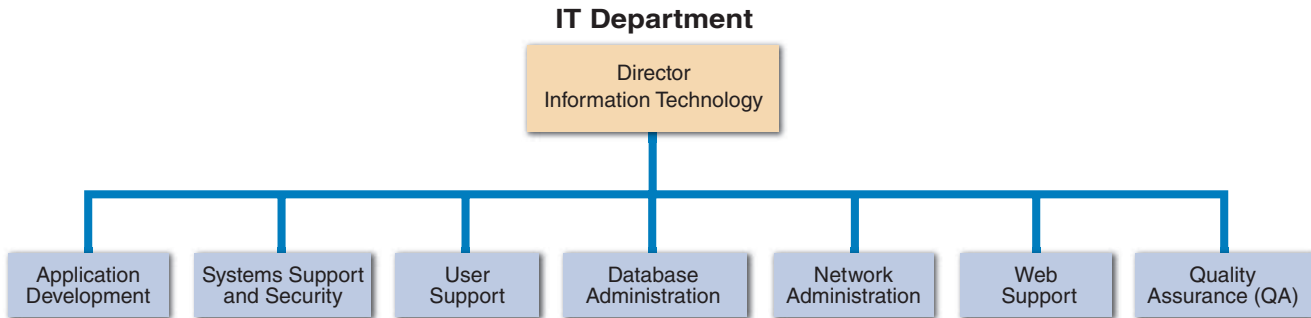 IT Department
Director
Information Technology
Application
Development
Systems Support
and Security
User
Support
Database
Administration
Network
Administration
Web
Support
Quality
Assurance (QA)